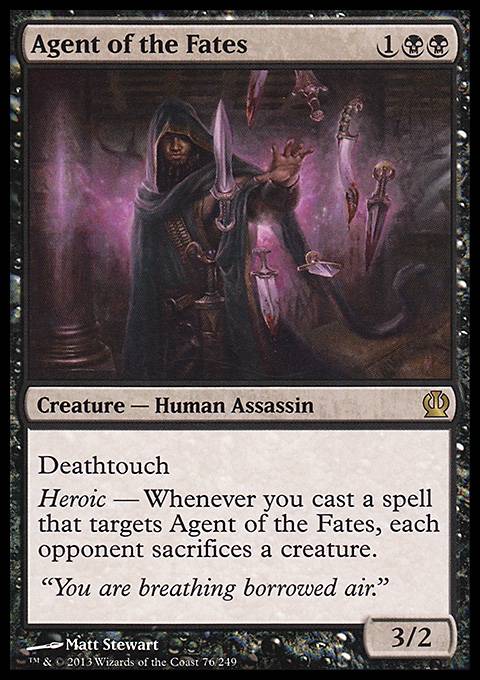 Agent of the Fates 1
Creature — Human Assassin
Deathtouch
Heroic — Whenever you cast a spell
that targets Agent of the Fates, each
opponent sacrifices a creature.
“You are breathing borrowed air.”
Matt Stewart
3/2
™ & © 2013 Wizards of the Coast 76/249